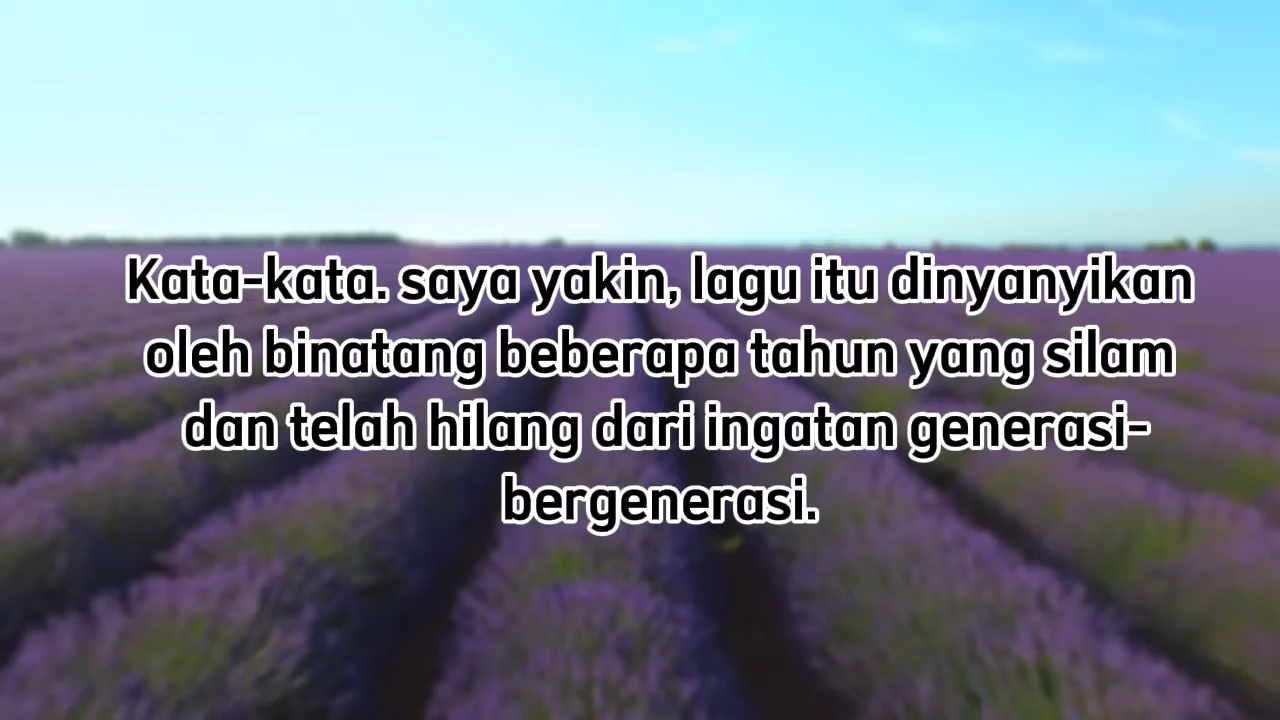 Kata-kata. saya yakin, lagu itu dinyanyikan
oleh binatang beberapa tahun yang silam
dan telah hilang dari ingatan generasi-
bergenerasi.